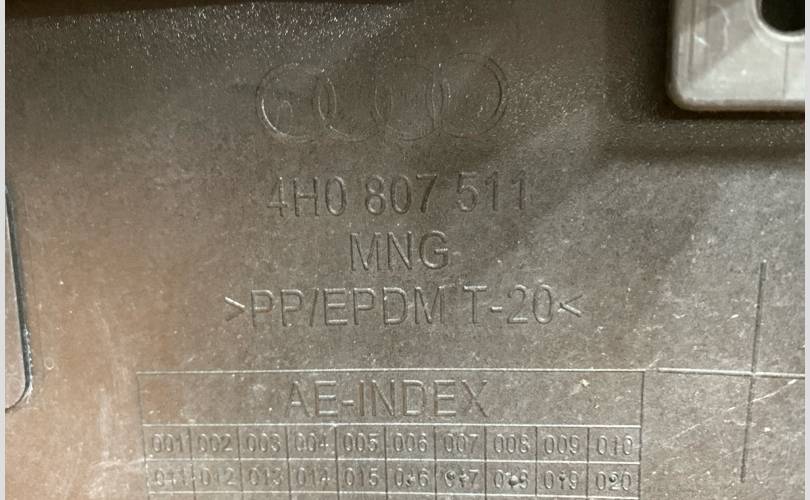 4H0 807 511
MNG
>PP/EPDM T-20<
AE-INDEX
001 002 003 004 005 006 007 008 009 010
011 012 013 014 015 016 017 018 019 020